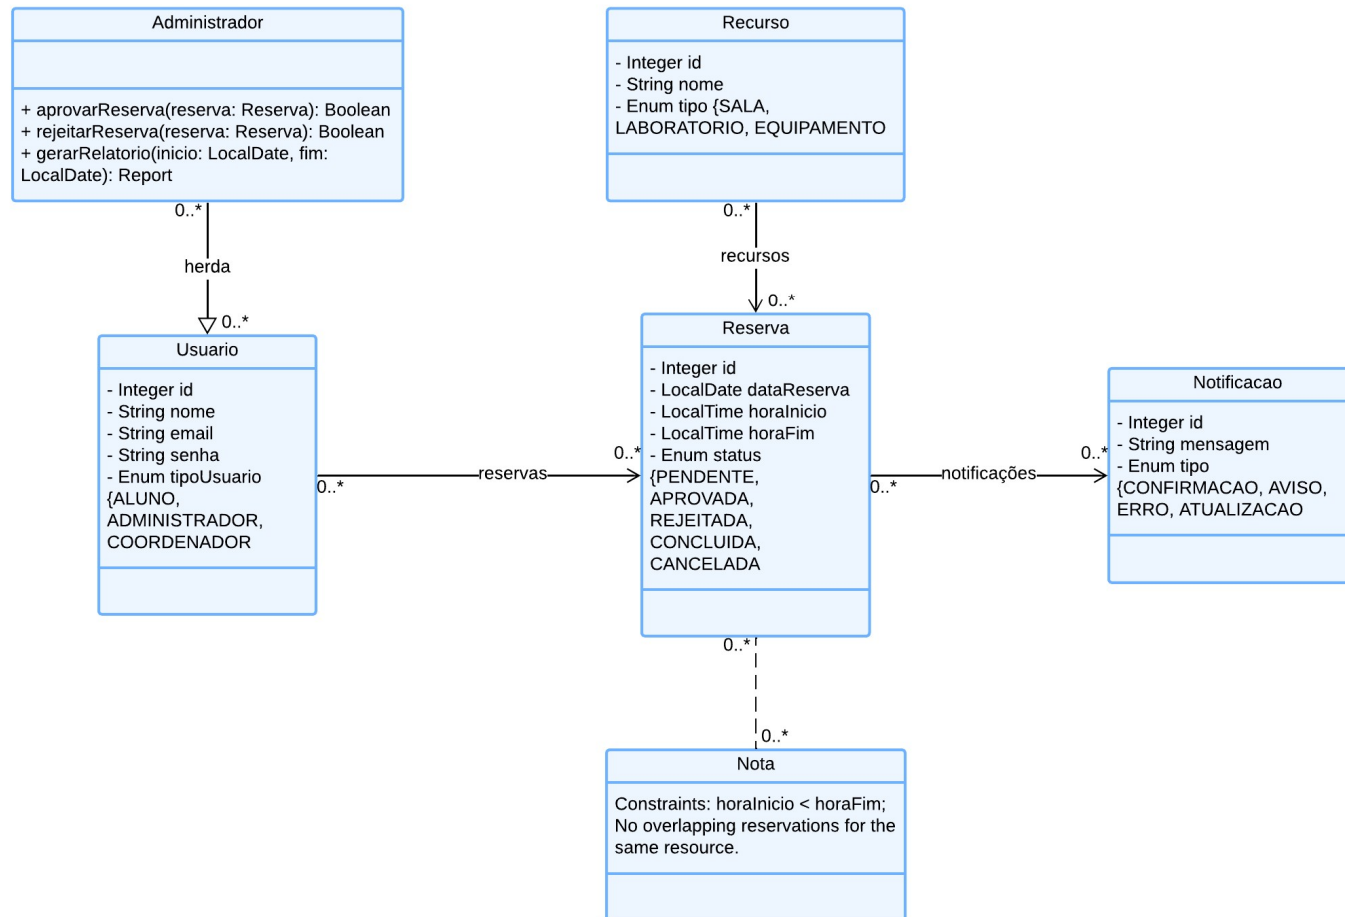 Administrador
+ aprovarReserva(reserva: Reserva): Boolean
+ rejeitarReserva(reserva: Reserva): Boolean
+ gerarRelatorio(inicio: LocalDate, fim:
LocalDate): Report
0..*
herda
0..*
Recurso
- Integer id
- String nome
- Enum tipo {SALA,
LABORATORIO, EQUIPAMENTO
0..*
recursos
0..*
Usuario
- Integer id
- String nome
- String email
- String senha
- Enum tipoUsuario
{ALUNO,
ADMINISTRADOR,
COORDENADOR
0..*
reservas
0..*
Reserva
- Integer id
- LocalDate dataReserva
- LocalTime horaInicio
- LocalTime horaFim
- Enum status
{PENDENTE,
APROVADA,
REJEITADA,
CONCLUIDA,
CANCELADA
0..*
notificações
0..*
Notificacao
- Integer id
- String mensagem
- Enum tipo
{CONFIRMACAO, AVISO,
ERRO, ATUALIZACAO
0..*
0..*
Nota
Constraints: horaInicio < horaFim;
No overlapping reservations for the
same resource.